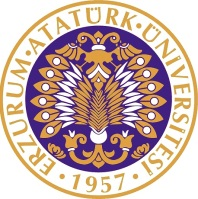 ERZURUM · ATATÜRK · ÜNİVERSİTESİ
· 1957 ·